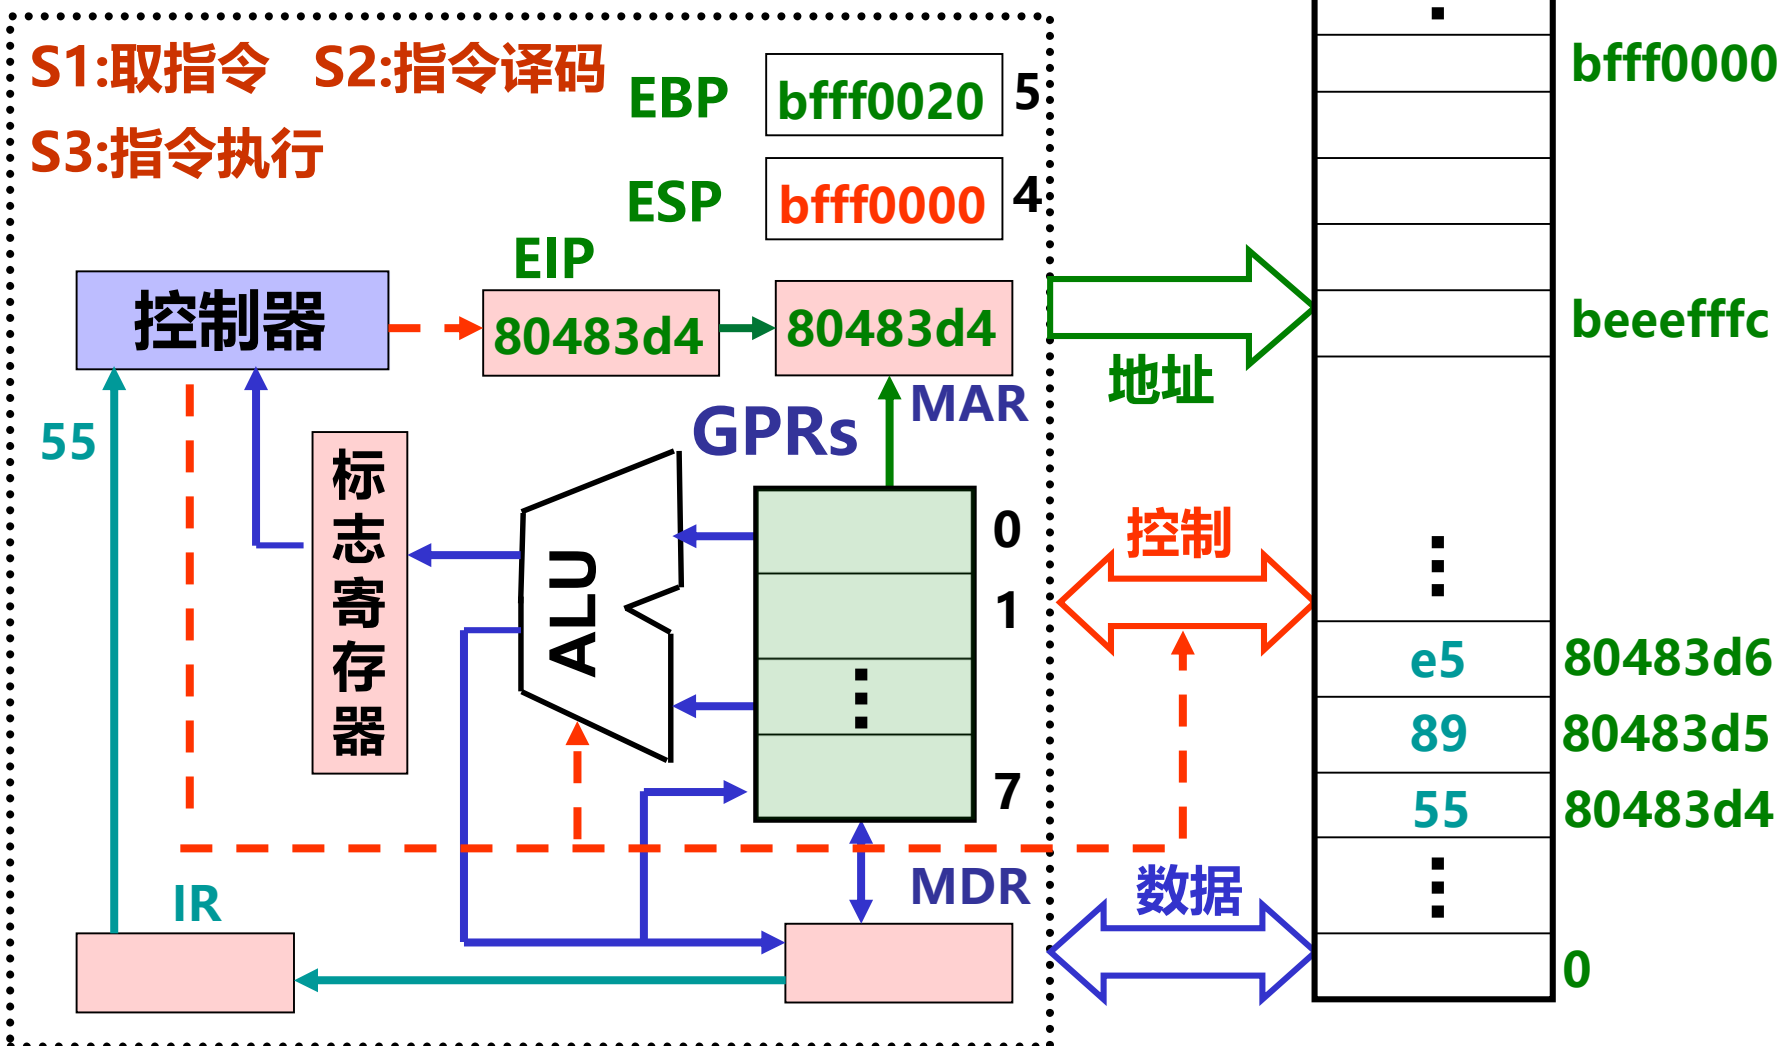 S1:取指令 S2:指令译码
S3:指令执行
EBP
bfff0020
5
ESP
bfff0000
4
EIP
控制器
80483d4
80483d4
MAR
GPRs
55
标志寄存器
ALU
0
1
7
IR
MDR
地址
控制
数据
bfff0000
beeefffc
e5
80483d6
89
80483d5
55
80483d4
0